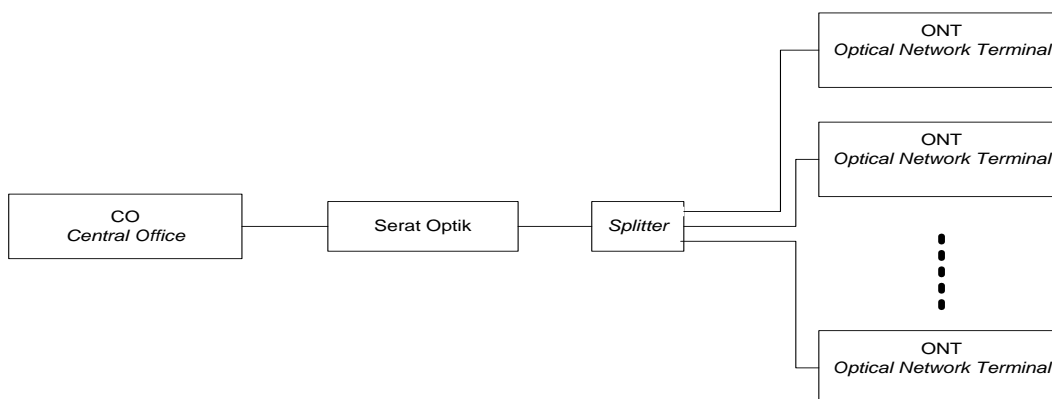 ONT
Optical Network Terminal
ONT
Optical Network Terminal
CO
Central Office
Serat Optik
Splitter
ONT
Optical Network Terminal